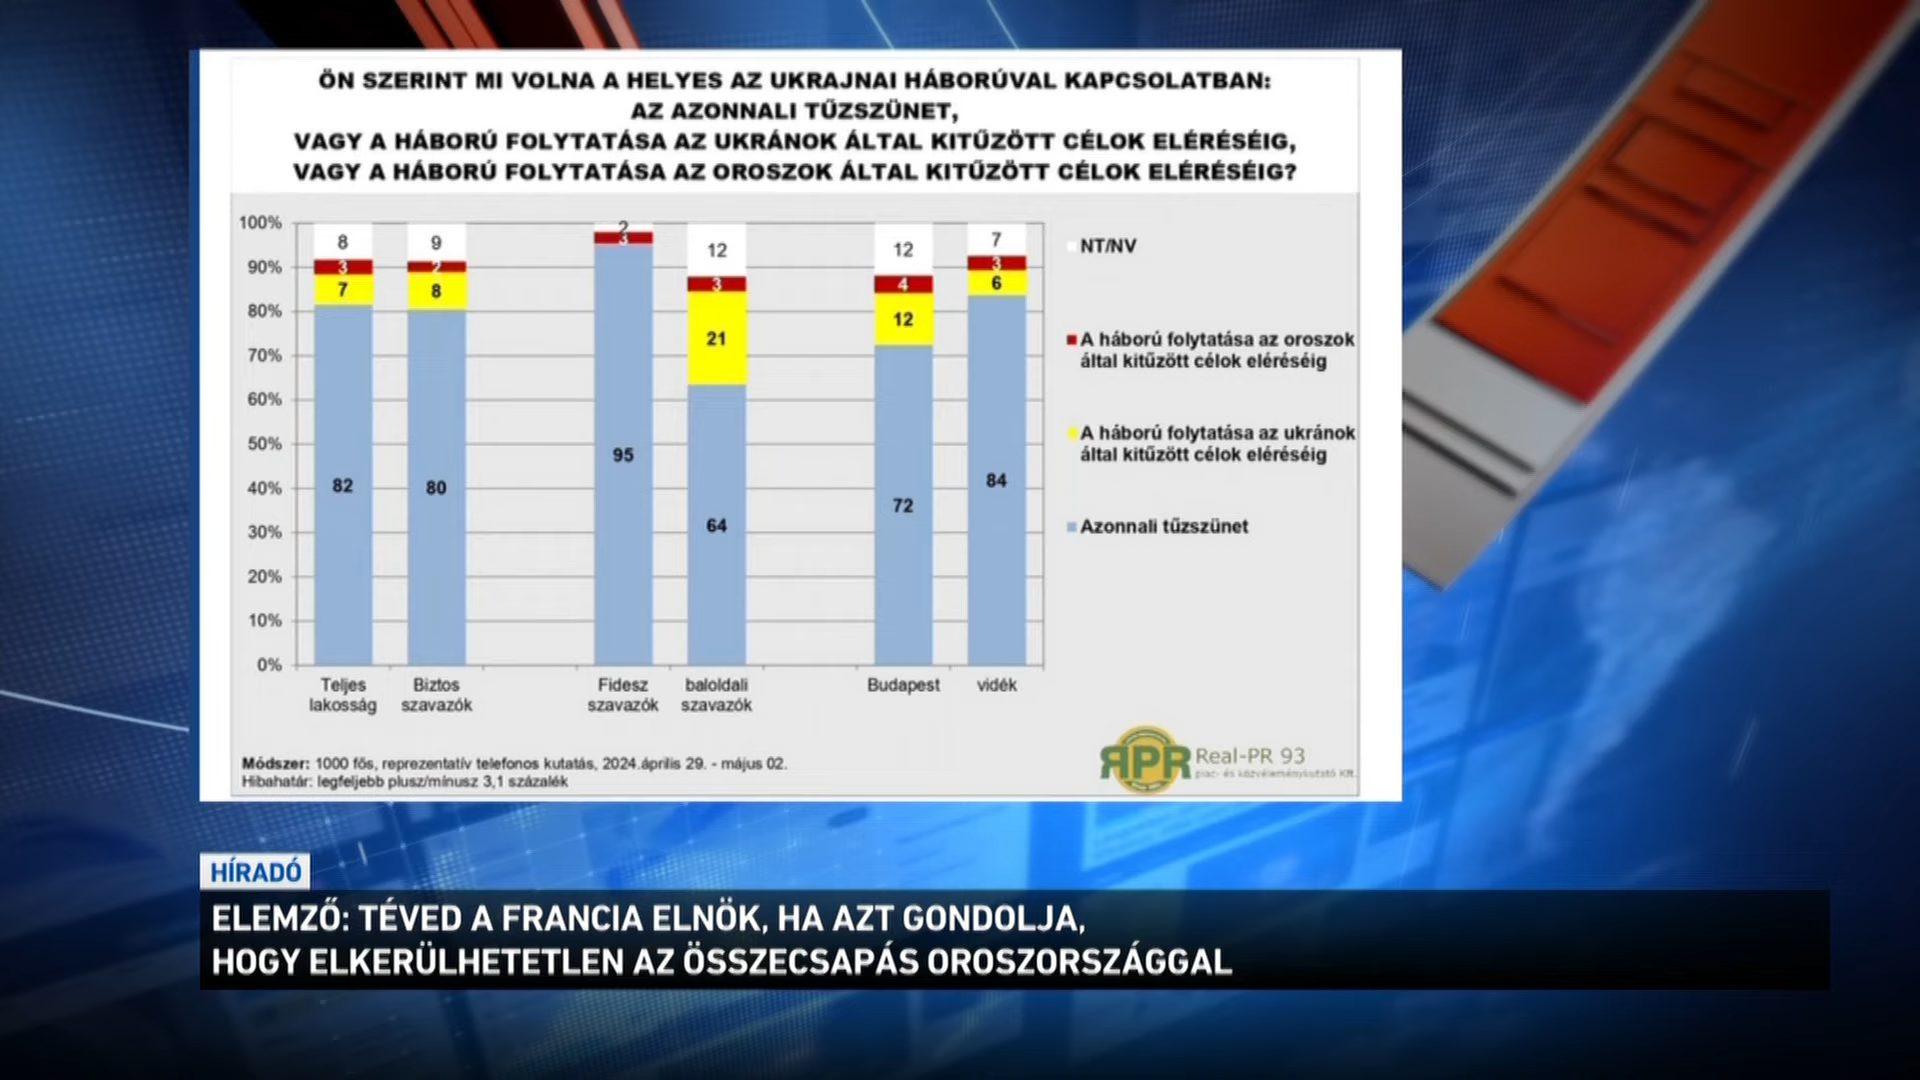 ÖN SZERINT MI VOLNA A HELYES AZ UKRAJNAI HÁBORÚVAL KAPCSOLATBAN:
AZ AZONNALI TŰZSZÜNET,
VAGY A HÁBORÚ FOLYTATÁSA AZ UKRÁNOK ÁLTAL KITŰZÖTT CÉLOK ELÉRÉSÉIG,
VAGY A HÁBORÚ FOLYTATÁSA AZ OROSZOK ÁLTAL KITŰZÖTT CÉLOK ELÉRÉSÉIG?
100%
90%
80%
70%
60%
50%
40%
30%
20%
10%
0%
8
3
7
82
9
2
8
80
2
3
95
12
3
21
64
12
4
12
72
7
3
6
84
Teljes
lakosság
Biztos
szavazók
Fidesz
szavazók
baloldali
szavazók
Budapest
vidék
NT/NV
A háború folytatása az oroszok
által kitűzött célok eléréséig
A háború folytatása az ukránok
által kitűzött célok eléréséig
Azonnali tűzszünet
Módszer: 1000 fős, reprezentatív telefonos kutatás, 2024.április 29. - május 02.
Hibahatár: legfeljebb plusz/mínusz 3,1 százalék
RPR
Real-PR 93
piac- és közvéleménykutató Kft.
HÍRADÓ
ELEMZŐ: TÉVED A FRANCIA ELNÖK, HA AZT GONDOLJA,
HOGY ELKERÜLHETETLEN AZ ÖSSZECSAPÁS OROSZORSZÁGGAL